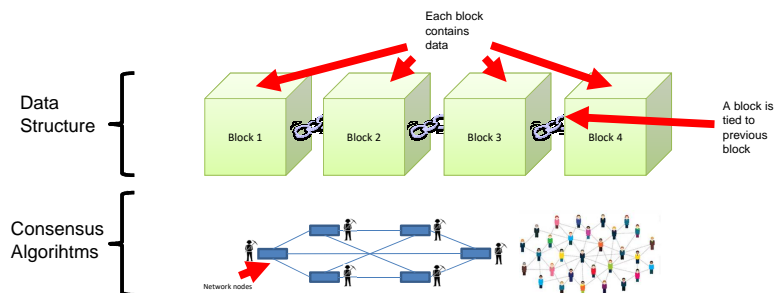 Each block
contains
data
Data
Structure
Block 1
Block 2
Block 3
Block 4
A block is
tied to
previous
block
Consensus
Algorihtms
Network nodes